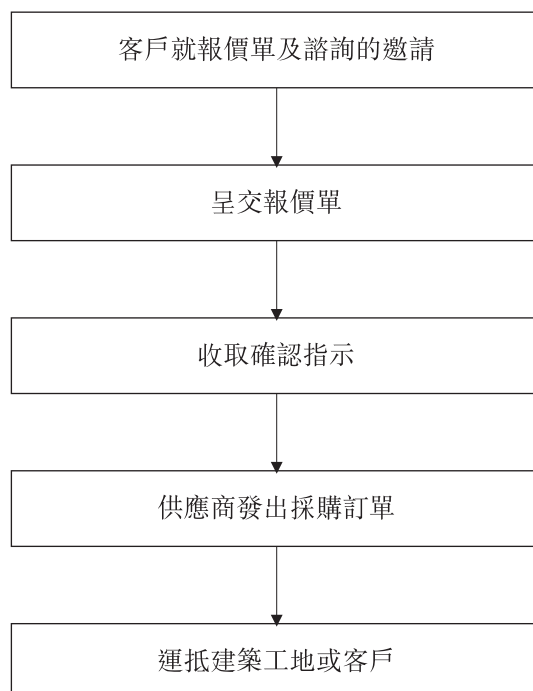 客戶就報價單及諮詢的邀請
呈交報價單
收取確認指示
供應商發出採購訂單
運抵建築工地或客戶